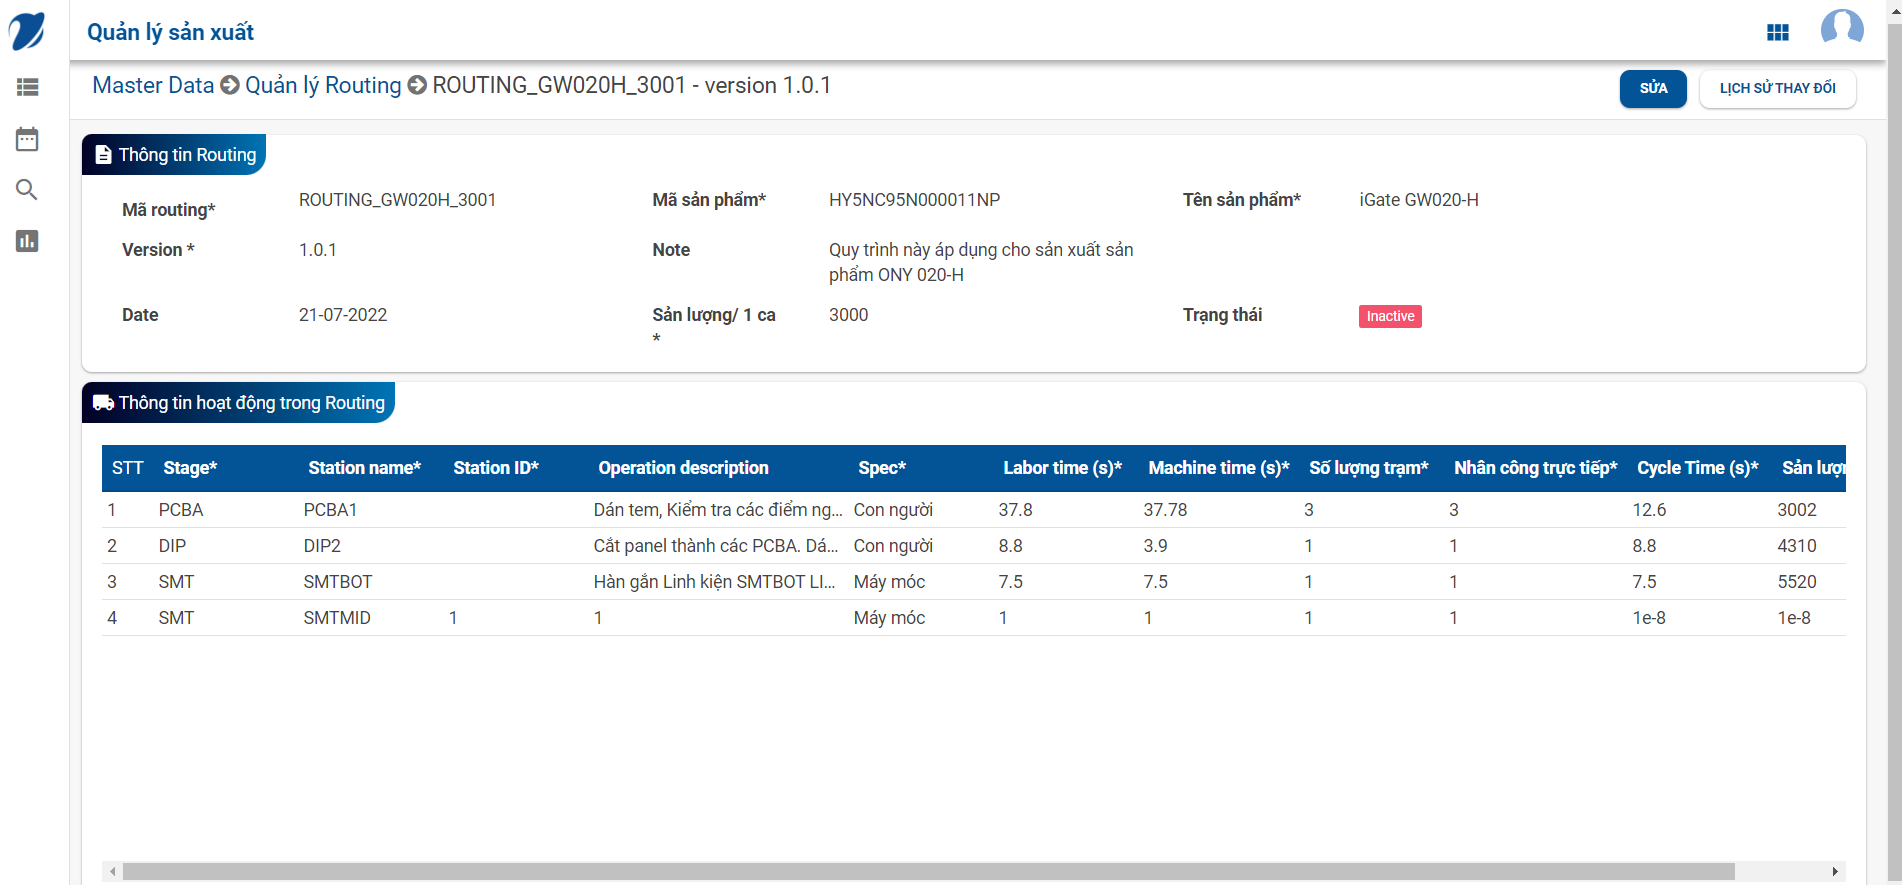 Quản lý sản xuất
Master Data Quản lý Routing ROUTING_GW020H_3001 - version 1.0.1
SỬA LỊCH SỬ THAY ĐỔI
Thông tin Routing
Mã routing* ROUTING_GW020H_3001 Mã sản phẩm* HY5NC95N000011NP Tên sản phẩm* iGate GW020-H
Version * 1.0.1 Note Quy trình này áp dụng cho sản xuất sản
phẩm ONY 020-H
Date 21-07-2022 Sản lượng/ 1 ca 3000 Trạng thái Inactive
*
Thông tin hoạt động trong Routing
STT Stage* Station name* Station ID* Operation description Spec* Labor time (s)* Machine time (s)* Số lượng trạm* Nhân công trực tiếp* Cycle Time (s)* Sản lượn
1 PCBA PCBA1 Dán tem, Kiểm tra các điểm ng... Con người 37.8 37.78 3 3 12.6 3002
2 DIP DIP2 Cắt panel thành các PCBA. Dá... Con người 8.8 3.9 1 1 8.8 4310
3 SMT SMTBOT Hàn gắn Linh kiện SMTBOT LI... Máy móc 7.5 7.5 1 1 7.5 5520
4 SMT SMTMID 1 1 Máy móc 1 1 1 1 1e-8 1e-8